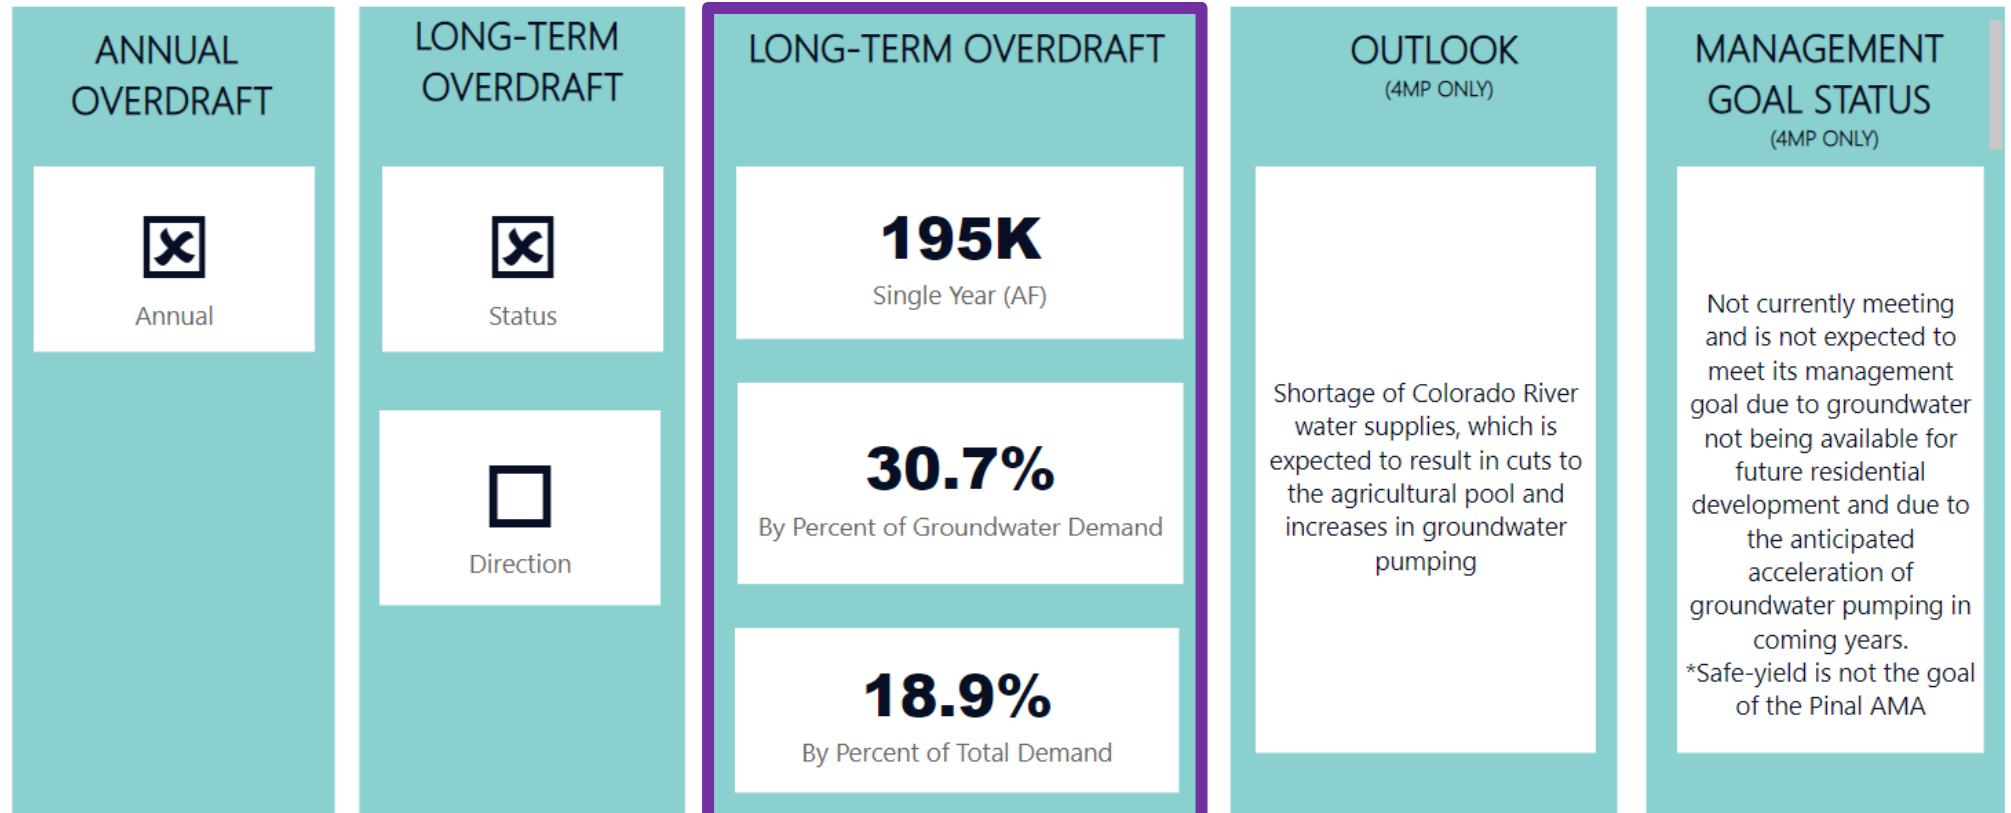 ANNUAL
OVERDRAFT
Annual
LONG-TERM
OVERDRAFT
Status
Direction
LONG-TERM OVERDRAFT
195K
Single Year (AF)
30.7%
By Percent of Groundwater Demand
18.9%
By Percent of Total Demand
OUTLOOK
(4MP ONLY)
Shortage of Colorado River
water supplies, which is
expected to result in cuts to
the agricultural pool and
increases in groundwater
pumping
MANAGEMENT
GOAL STATUS
(4MP ONLY)
Not currently meeting
and is not expected to
meet its management
goal due to groundwater
not being available for
future residential
development and due to
the anticipated
acceleration of
groundwater pumping in
coming years.
*Safe-yield is not the goal
of the Pinal AMA